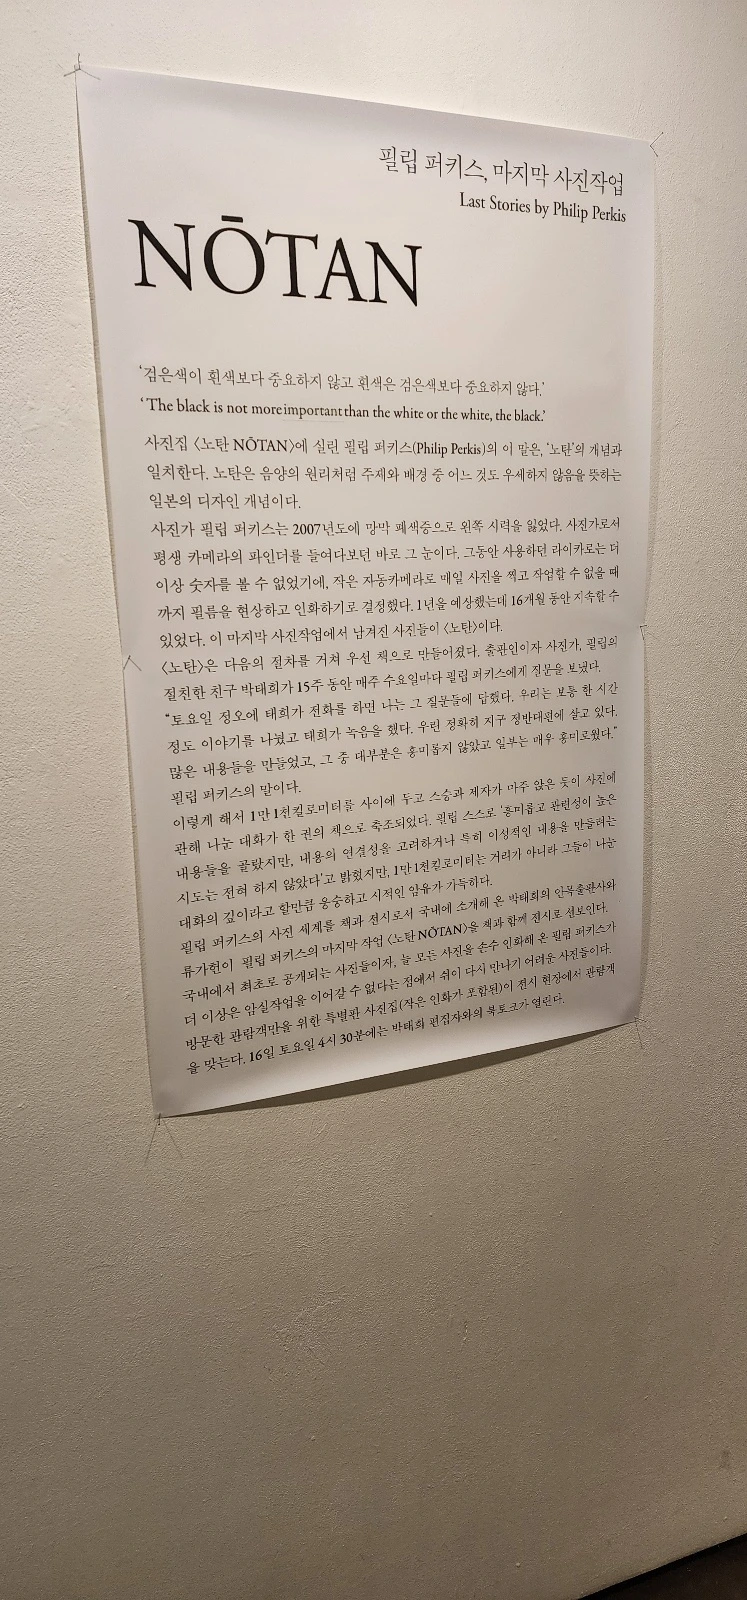 필립 퍼키스, 마지막 사진작업
Last Stories by Philip Perkis
NŌTAN
‘검은색이 흰색보다 중요하지 않고 흰색은 검은색보다 중요하지 않다.’
‘The black is not more important than the white or the white, the black.’
사진집 〈노탄 NŌTAN〉에 실린 필립 퍼키스(Philip Perkis)의 이 말은, ‘노탄’의 개념과
일치한다. 노탄은 음양의 원리처럼 주제와 배경 중 어느 것도 우세하지 않음을 뜻하는
일본의 디자인 개념이다.
사진가 필립 퍼키스는 2007년도에 망막 폐색증으로 왼쪽 시력을 잃었다. 사진가로서
평생 카메라의 파인더를 들여다보던 바로 그 눈이다. 그동안 사용하던 라이카로는 더
이상 숫자를 볼 수 없었기에, 작은 자동카메라로 매일 사진을 찍고 작업할 수 없을 때
까지 필름을 현상하고 인화하기로 결정했다. 1년을 예상했는데 16개월 동안 지속할 수
있었다. 이 마지막 사진작업에서 남겨진 사진들이 〈노탄〉이다.
〈노탄〉은 다음의 절차를 거쳐 우선 책으로 만들어졌다. 출판인이자 사진가, 필립의
절친한 친구 박태희가 15주 동안 매주 수요일마다 필립 퍼키스에게 질문을 보냈다.
“토요일 정오에 태희가 전화를 하면 나는 그 질문들에 답했다. 우리는 보통 한 시간
정도 이야기를 나눴고 태희가 녹음을 했다. 우린 정확히 지구 정반대편에 살고 있다.
많은 내용들을 만들었고, 그 중 대부분은 흥미롭지 않았고 일부는 매우 흥미로웠다.”
필립 퍼키스의 말이다.
이렇게 해서 1만 1천킬로미터를 사이에 두고 스승과 제자가 마주 앉은 듯이 사진에
관해 나눈 대화가 한 권의 책으로 축조되었다. 필립 스스로 ‘흥미롭고 관련성이 높은
내용들을 골랐지만, 내용의 연결성을 고려하거나 특히 이성적인 내용을 만들려는
시도는 전혀 하지 않았다’고 밝혔지만, 1만 1천킬로미터는 거리가 아니라 그들이 나눈
대화의 깊이라고 할만큼 웅숭하고 시적인 암유가 가득하다.
필립 퍼키스의 사진 세계를 책과 전시로서 국내에 소개해 온 박태희의 안목출판사와
류가헌이 필립 퍼키스의 마지막 작업 〈노탄 NŌTAN〉을 책과 함께 전시로 선보인다.
국내에서 최초로 공개되는 사진들이자, 늘 모든 사진을 손수 인화해 온 필립 퍼키스가
더 이상은 암실작업을 이어갈 수 없다는 점에서 쉬이 다시 만나기 어려운 사진들이다.
방문한 관람객만을 위한 특별판 사진집(작은 인화가 포함된)이 전시 현장에서 관람객
을 맞는다. 16일 토요일 4시 30분에는 박태희 편집자와의 북토크가 열린다.